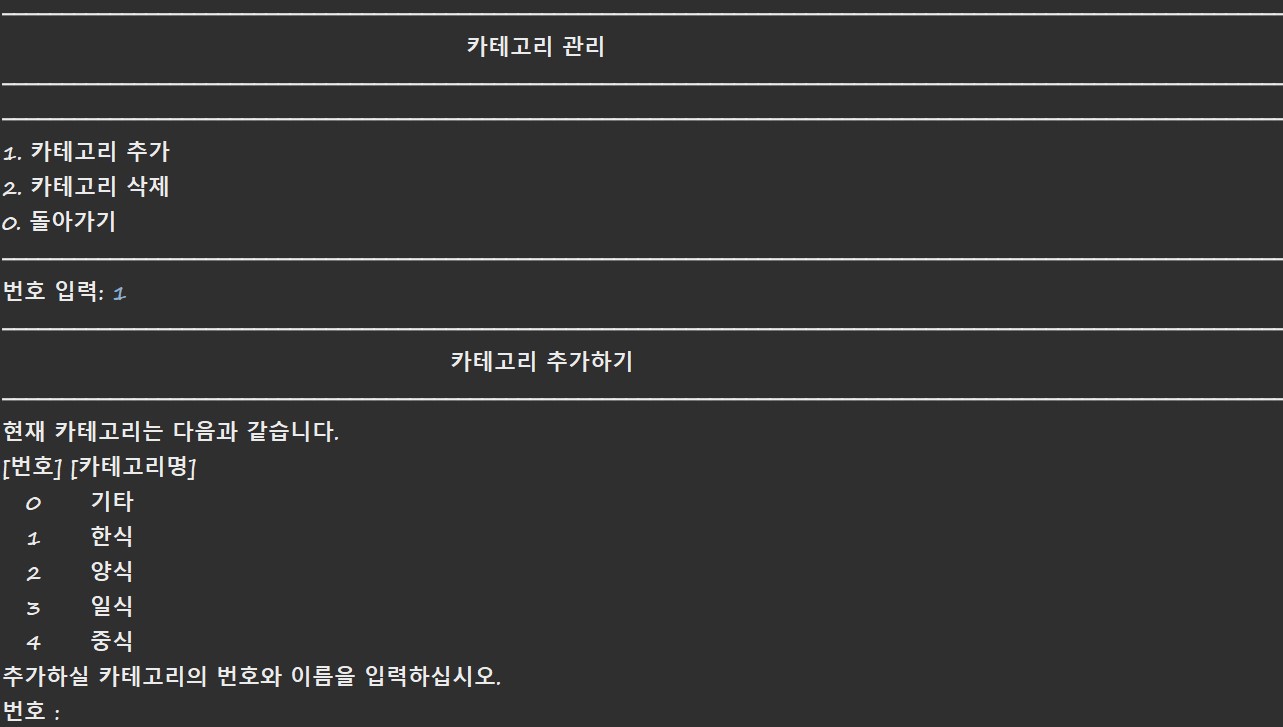 카테고리 관리
1. 카테고리 추가
2. 카테고리 삭제
0. 돌아가기
번호 입력: 1
카테고리 추가하기
현재 카테고리는 다음과 같습니다.
[번호] [카테고리명]
0 기타
1 한식
2 양식
3 일식
4 중식
추가하실 카테고리의 번호와 이름을 입력하십시오.
번호 :